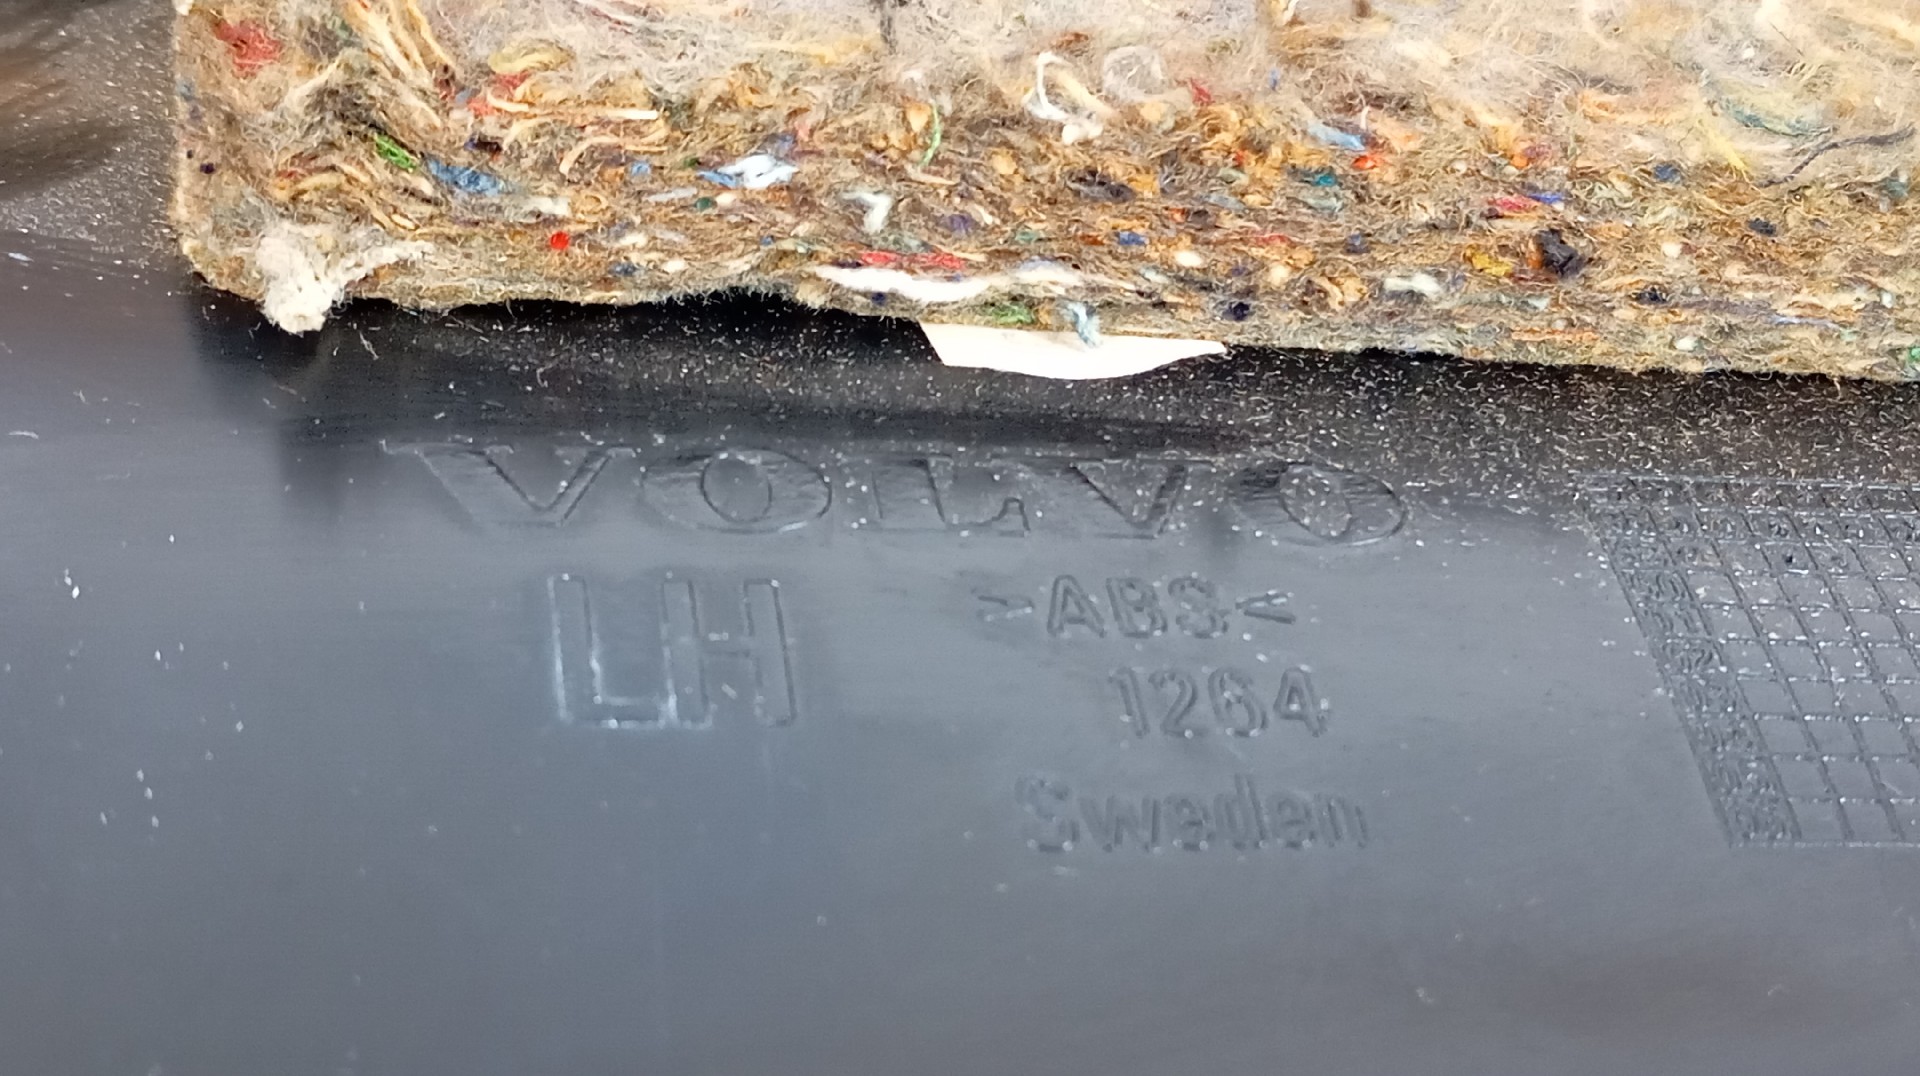 VOLVO
LH
>ABS<
1264
Sweden